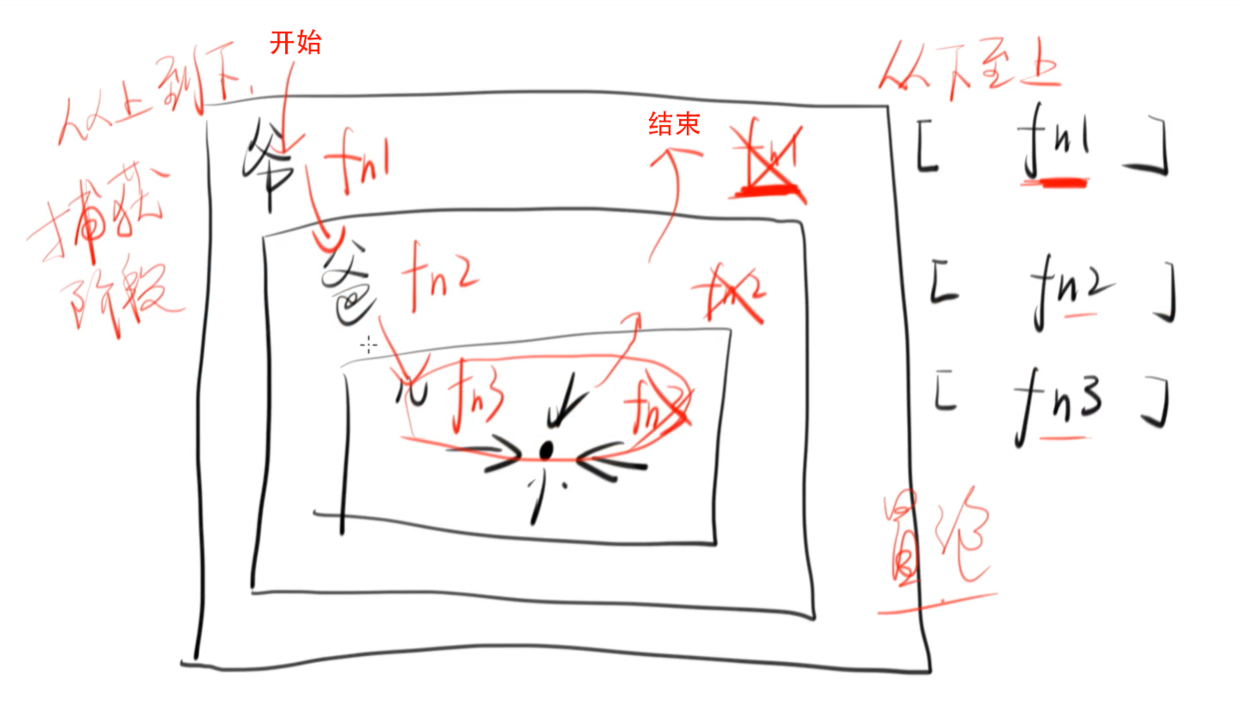 开始
从上到下.
捕获
阶段
爷 fn1
爸 fn2
儿 fn3
结束
fn1
fn2
fn3
从下至上
[ fn1 ]
[ fn2 ]
[ fn3 ]
冒泡